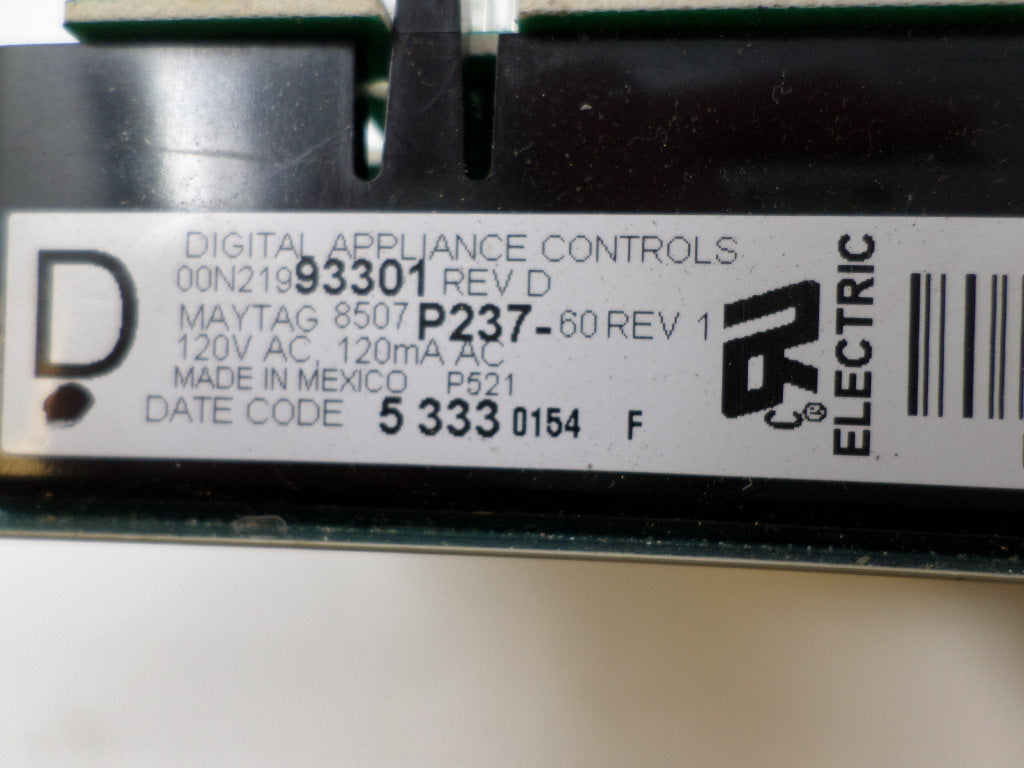 D
DIGITAL APPLIANCE CONTROLS
00N21993301 REV D
MAYTAG 8507P237-60 REV 1
120V AC, 120mA AC
MADE IN MEXICO P521
DATE CODE 5 333 0154 F
ELECTRIC